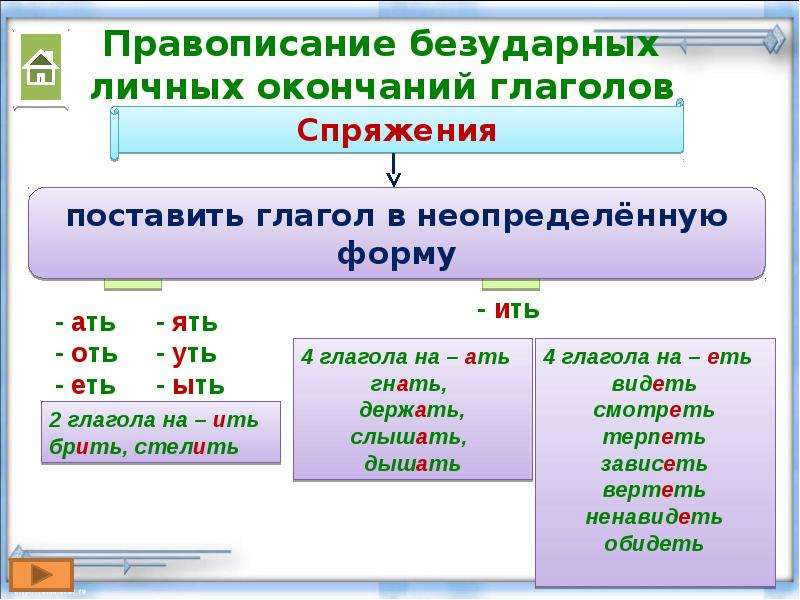 Правописание безударных
личных окончаний глаголов
Спряжения
поставить глагол в неопределённую
форму
- ать - ять
- оть - уть
- еть - ыть
2 глагола на – ить
брить, стелить
- ить
4 глагола на – ать
гнать,
держать,
слышать,
дышать
4 глагола на – еть
видеть
смотреть
терпеть
зависеть
вертеть
ненавидеть
обидеть